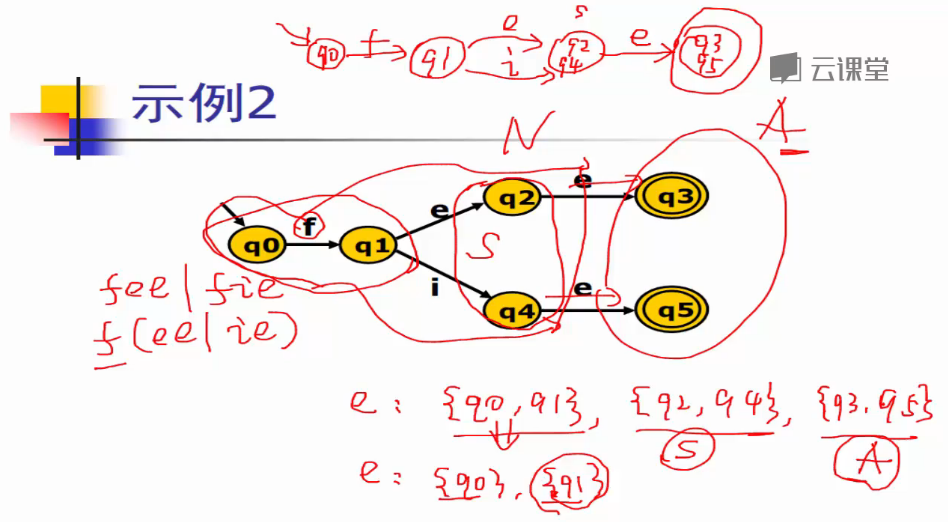 q0 f q1 e i s q2 q4 e q3 q5
云课堂
示例2
N
A
q0 f q1 e i q2 S q4 e e q3 q5
fee|fie
f(ee|ie)
e: {q0, q1}, {q2, q4}, {q3, q5}
S
A
e: {q0}, {q1}